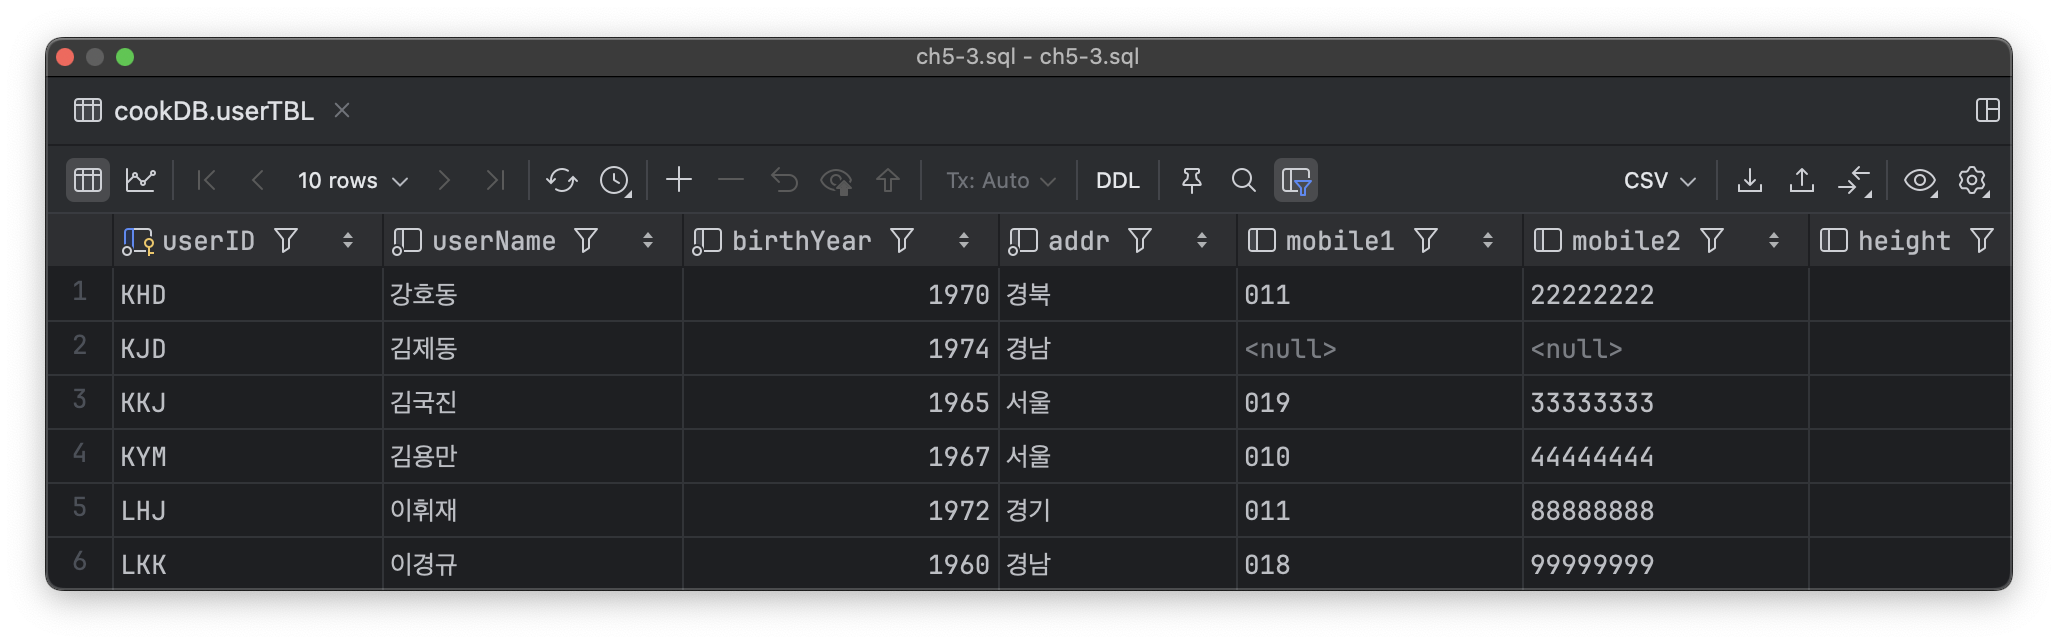 ch5-3.sql - ch5-3.sql
cookDB.userTBL
10 rows Tx: Auto DDL CSV
userID userName birthYear addr mobile1 mobile2 height
1 KHD 강호동 1970 경북 011 22222222
2 KJD 김제동 1974 경남 <null> <null>
3 KKJ 김국진 1965 서울 019 33333333
4 KYM 김용만 1967 서울 010 44444444
5 LHJ 이휘재 1972 경기 011 88888888
6 LKK 이경규 1960 경남 018 99999999